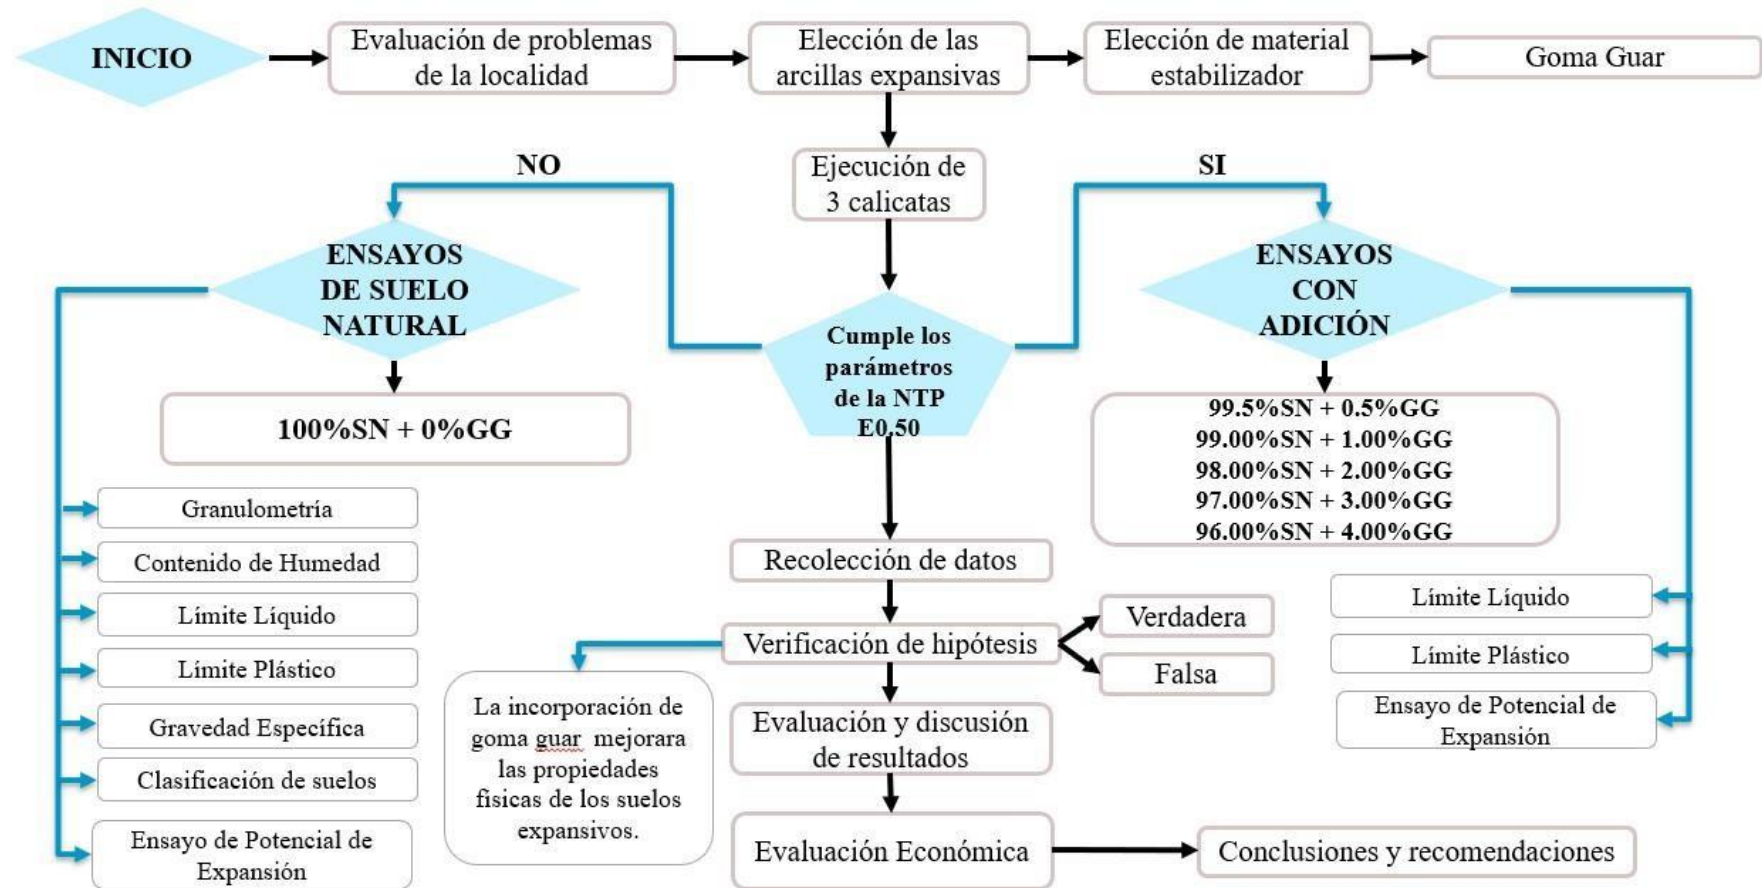 INICIO
Evaluación de problemas
de la localidad
Elección de las
arcillas expansivas
Elección de material
estabilizador
Goma Guar
Ejecución de
3 calicatas
NO
SI
ENSAYOS
DE SUELO
NATURAL
Cumple los
parámetros
de la NTP
E0.50
ENSAYOS
CON
ADICIÓN
100%SN + 0%GG
99.5%SN + 0.5%GG
99.00%SN + 1.00%GG
98.00%SN + 2.00%GG
97.00%SN + 3.00%GG
96.00%SN + 4.00%GG
Granulometría
Contenido de Humedad
Límite Líquido
Límite Plástico
Gravedad Específica
Clasificación de suelos
Ensayo de Potencial de
Expansión
Recolección de datos
Verificación de hipótesis
Verdadera
Falsa
La incorporación de
goma guar mejorara
las propiedades
físicas de los suelos
expansivos.
Evaluación y discusión
de resultados
Evaluación Económica
Conclusiones y recomendaciones
Límite Líquido
Límite Plástico
Ensayo de Potencial de
Expansión